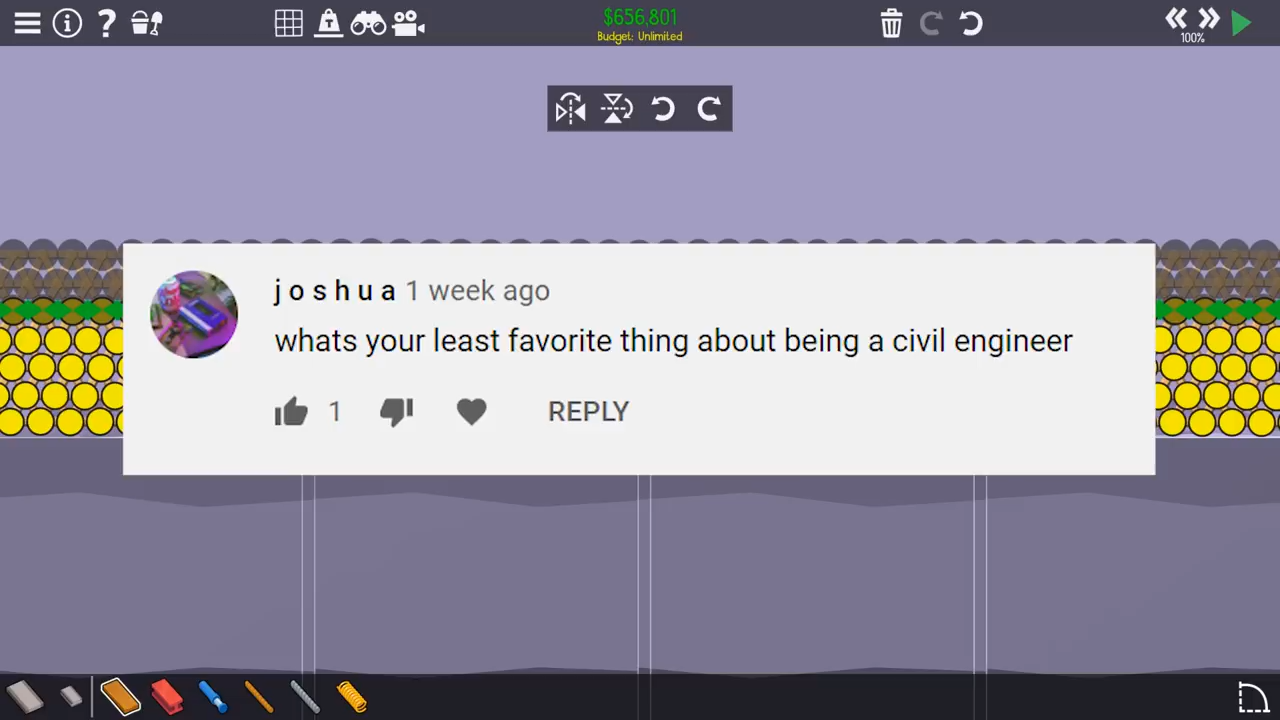 $656,801
Budget: Unlimited
100%
j o s h u a 1 week ago
whats your least favorite thing about being a civil engineer
1 REPLY